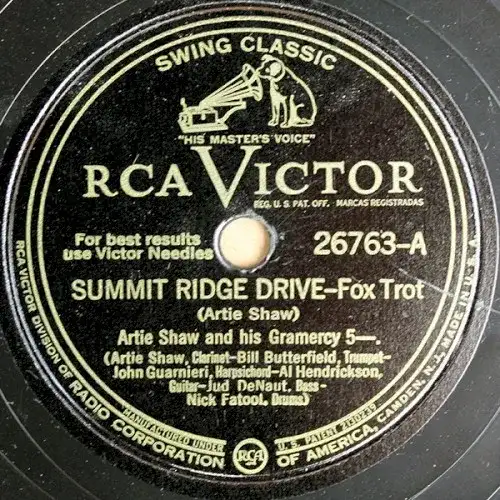 SWING CLASSIC
"HIS MASTER'S VOICE"
RCA VICTOR
REG. U.S. PAT. OFF. MARCAS REGISTRADAS
For best results
use Victor Needles
26763-A
SUMMIT RIDGE DRIVE-Fox Trot
(Artie Shaw)
Artie Shaw and his Gramercy 5—.
(Artie Shaw, Clarinet-Bill Butterfield, Trumpet-
John Guarnieri, Harpsichord-Al Hendrickson,
Guitar-Jud DeNaut, Bass-
Nick Fatool, Drums)
MANUFACTURED UNDER U.S. PATENT 2130239
RCA
RCA VICTOR DIVISION OF RADIO CORPORATION OF AMERICA, CAMDEN, N.J. MADE IN U.S.A.